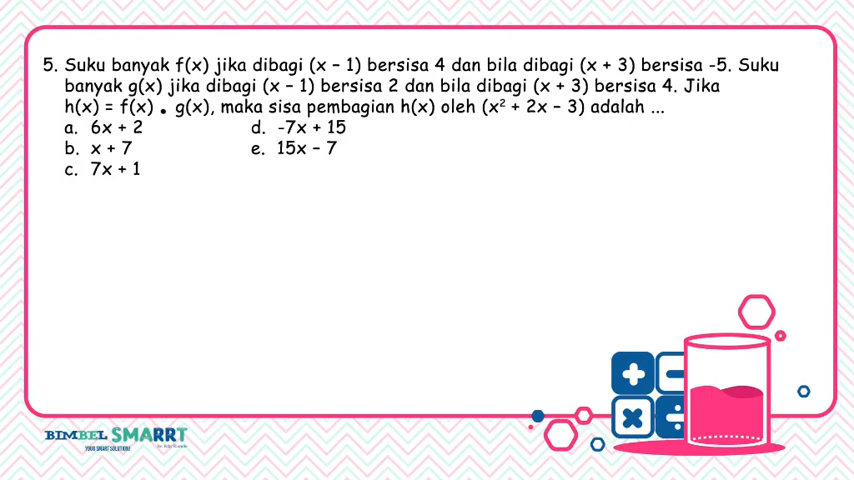 5. Suku banyak f(x) jika dibagi (x – 1) bersisa 4 dan bila dibagi (x + 3) bersisa -5. Suku
banyak g(x) jika dibagi (x – 1) bersisa 2 dan bila dibagi (x + 3) bersisa 4. Jika
h(x) = f(x) . g(x), maka sisa pembagian h(x) oleh (x² + 2x – 3) adalah ...
a. 6x + 2 d. -7x + 15
b. x + 7 e. 15x – 7
c. 7x + 1
BIMBEL SMARRT
YOUR SMART SOLUTION!